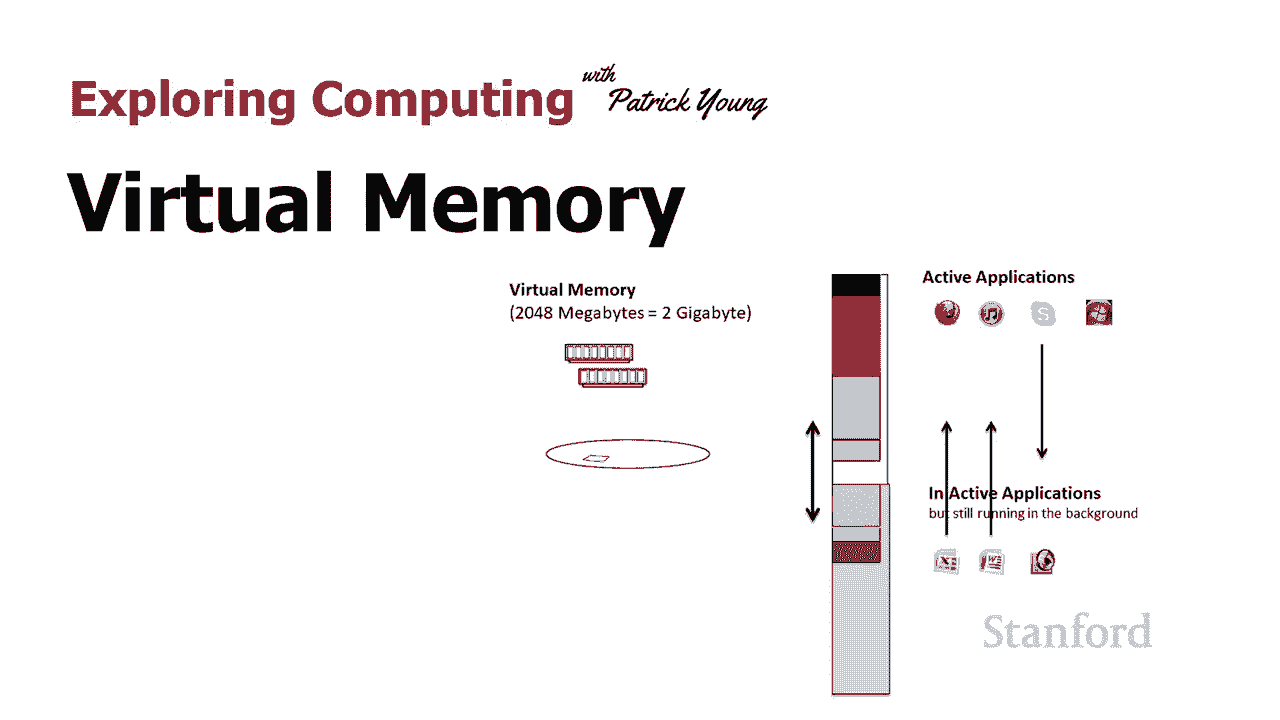 Exploring Computing with Patrick Young
Virtual Memory
Virtual Memory
(2048 Megabytes = 2 Gigabyte)
Active Applications
S
In Active Applications
but still running in the background
X W
Stanford